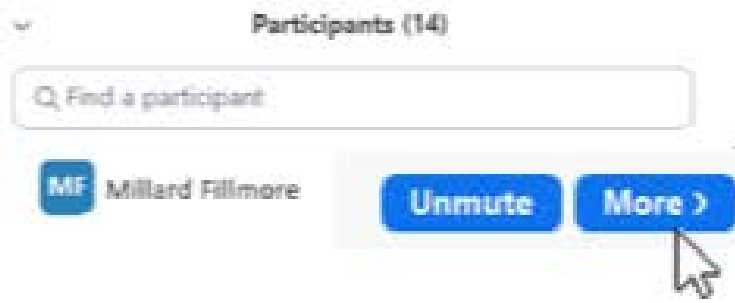 Participants (14)
Find a participant
MF Millard Fillmore Unmute More >